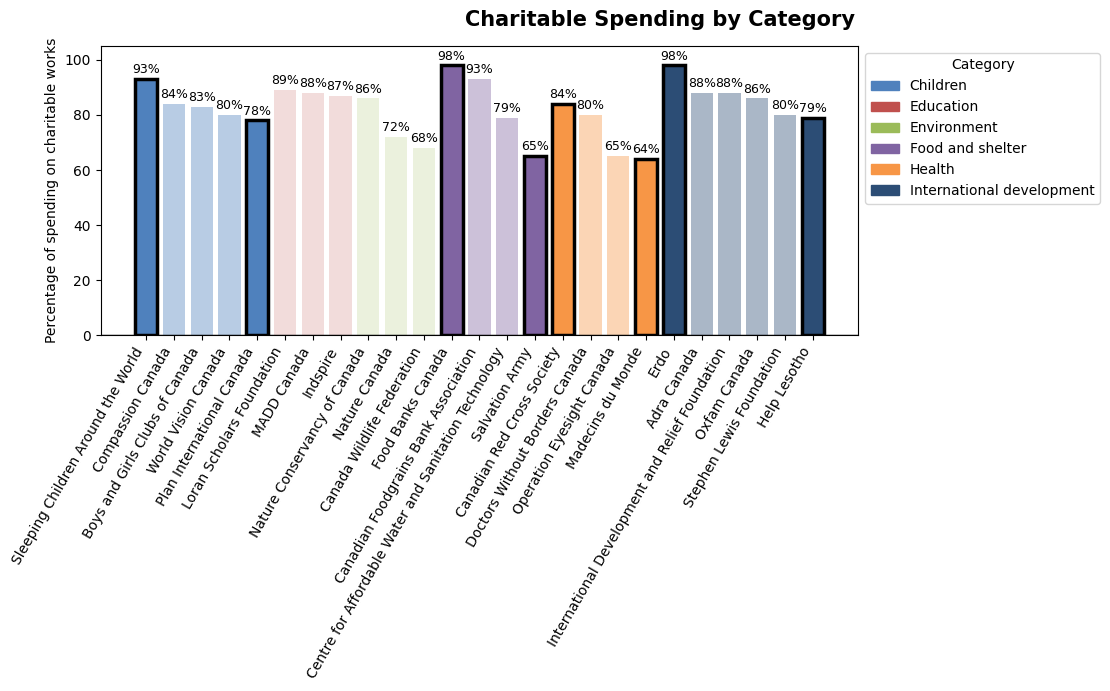 Charitable Spending by Category
Percentage of spending on charitable works
100
80
60
40
20
0
93%
84%
83%
80%
78%
89%
88%
87%
86%
72%
68%
98%
93%
79%
65%
84%
80%
65%
64%
98%
88%
88%
86%
80%
79%
Sleeping Children Around the World
Compassion Canada
Boys and Girls Clubs of Canada
World Vision Canada
Plan International Canada
Loran Scholars Foundation
MADD Canada
Indspire
Nature Conservancy of Canada
Nature Canada
Canada Wildlife Federation
Food Banks Canada
Canadian Foodgrains Bank Association
Centre for Affordable Water and Sanitation Technology
Salvation Army
Canadian Red Cross Society
Doctors Without Borders Canada
Operation Eyesight Canada
Madecins du Monde
Erdo
Adra Canada
International Development and Relief Foundation
Oxfam Canada
Stephen Lewis Foundation
Help Lesotho
Category
Children
Education
Environment
Food and shelter
Health
International development